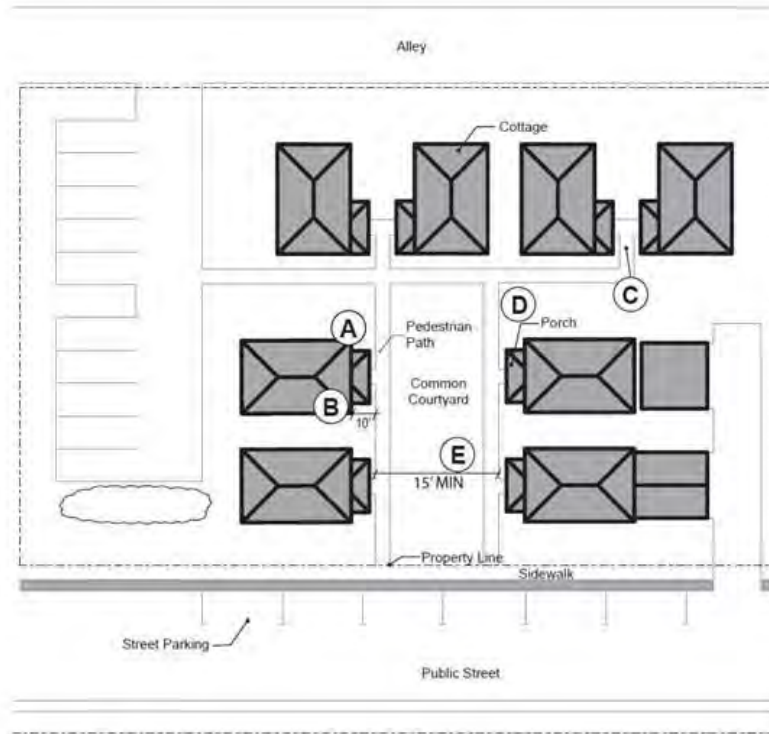 Alley
Cottage
C
A
D
Pedestrian
Path
Porch
Common
Courtyard
B
10'
E
15' MIN
Property Line
Sidewalk
Street Parking
Public Street